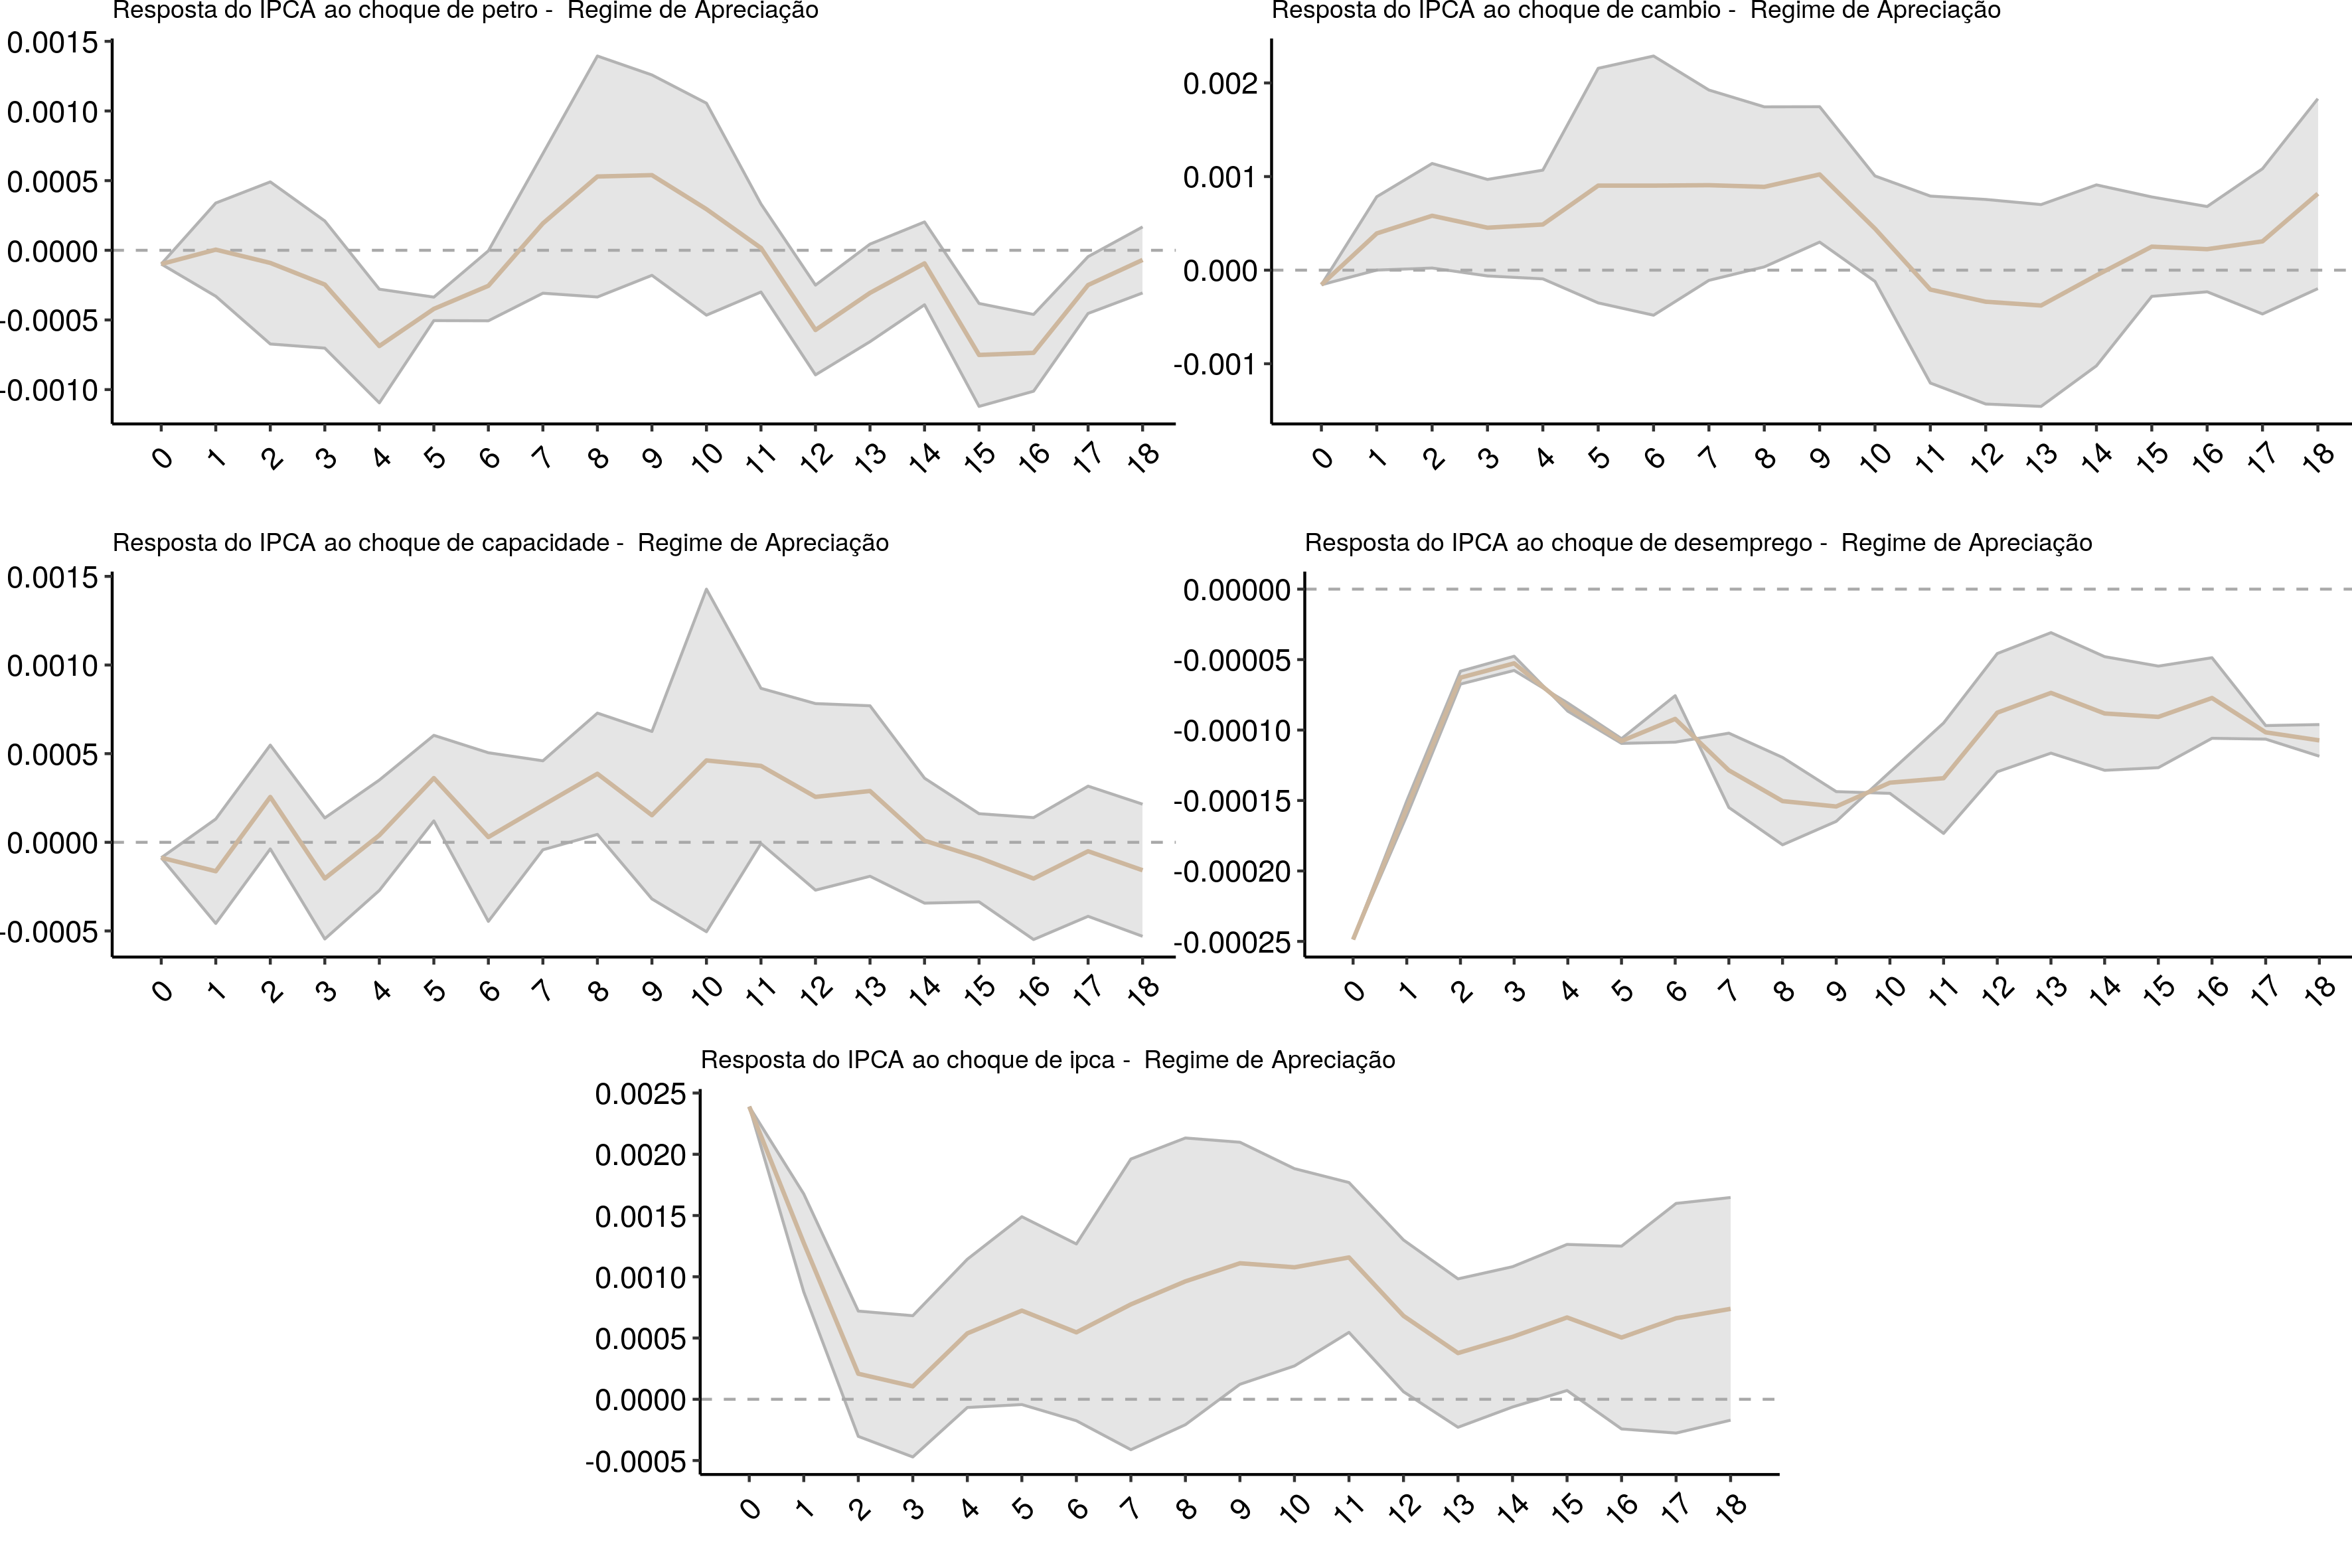 Resposta do IPCA ao choque de petro - Regime de Apreciação
0.0015
0.0010
0.0005
0.0000
-0.0005
-0.0010
0 1 2 3 4 5 6 7 8 9 10 11 12 13 14 15 16 17 18
Resposta do IPCA ao choque de cambio - Regime de Apreciação
0.002
0.001
0.000
-0.001
0 1 2 3 4 5 6 7 8 9 10 11 12 13 14 15 16 17 18
Resposta do IPCA ao choque de capacidade - Regime de Apreciação
0.0015
0.0010
0.0005
0.0000
-0.0005
0 1 2 3 4 5 6 7 8 9 10 11 12 13 14 15 16 17 18
Resposta do IPCA ao choque de desemprego - Regime de Apreciação
0.00000
-0.00005
-0.00010
-0.00015
-0.00020
-0.00025
0 1 2 3 4 5 6 7 8 9 10 11 12 13 14 15 16 17 18
Resposta do IPCA ao choque de ipca - Regime de Apreciação
0.0025
0.0020
0.0015
0.0010
0.0005
0.0000
-0.0005
0 1 2 3 4 5 6 7 8 9 10 11 12 13 14 15 16 17 18